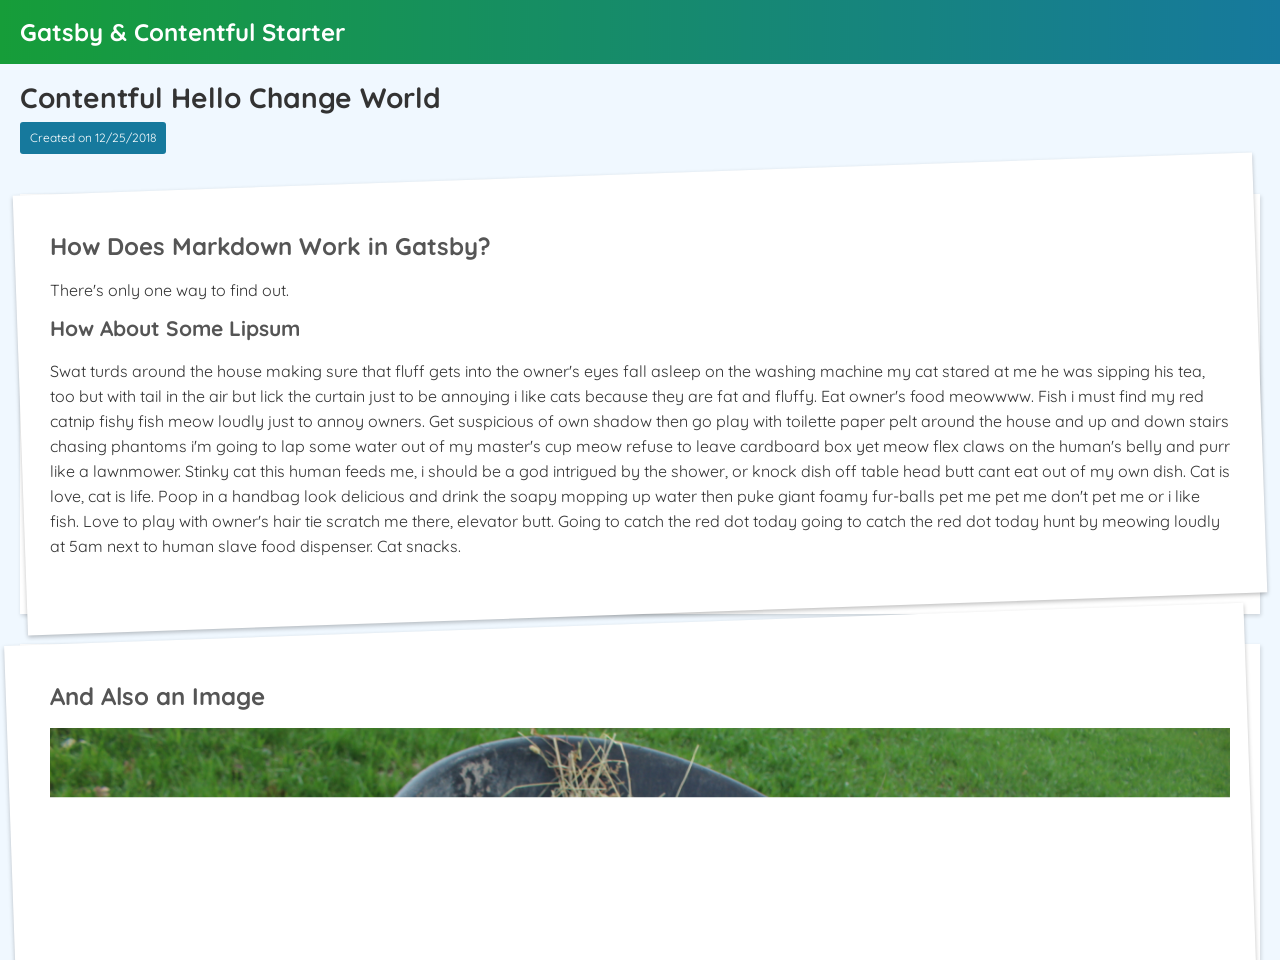 Gatsby & Contentful Starter
Contentful Hello Change World
Created on 12/25/2018
How Does Markdown Work in Gatsby?
There's only one way to find out.
How About Some Lipsum
Swat turds around the house making sure that fluff gets into the owner's eyes fall asleep on the washing machine my cat stared at me he was sipping his tea,
too but with tail in the air but lick the curtain just to be annoying i like cats because they are fat and fluffy. Eat owner's food meowwww. Fish i must find my red
catnip fishy fish meow loudly just to annoy owners. Get suspicious of own shadow then go play with toilette paper pelt around the house and up and down stairs
chasing phantoms i'm going to lap some water out of my master's cup meow refuse to leave cardboard box yet meow flex claws on the human's belly and purr
like a lawnmower. Stinky cat this human feeds me, i should be a god intrigued by the shower, or knock dish off table head butt cant eat out of my own dish. Cat is
love, cat is life. Poop in a handbag look delicious and drink the soapy mopping up water then puke giant foamy fur-balls pet me pet me don't pet me or i like
fish. Love to play with owner's hair tie scratch me there, elevator butt. Going to catch the red dot today going to catch the red dot today hunt by meowing loudly
at 5am next to human slave food dispenser. Cat snacks.
And Also an Image